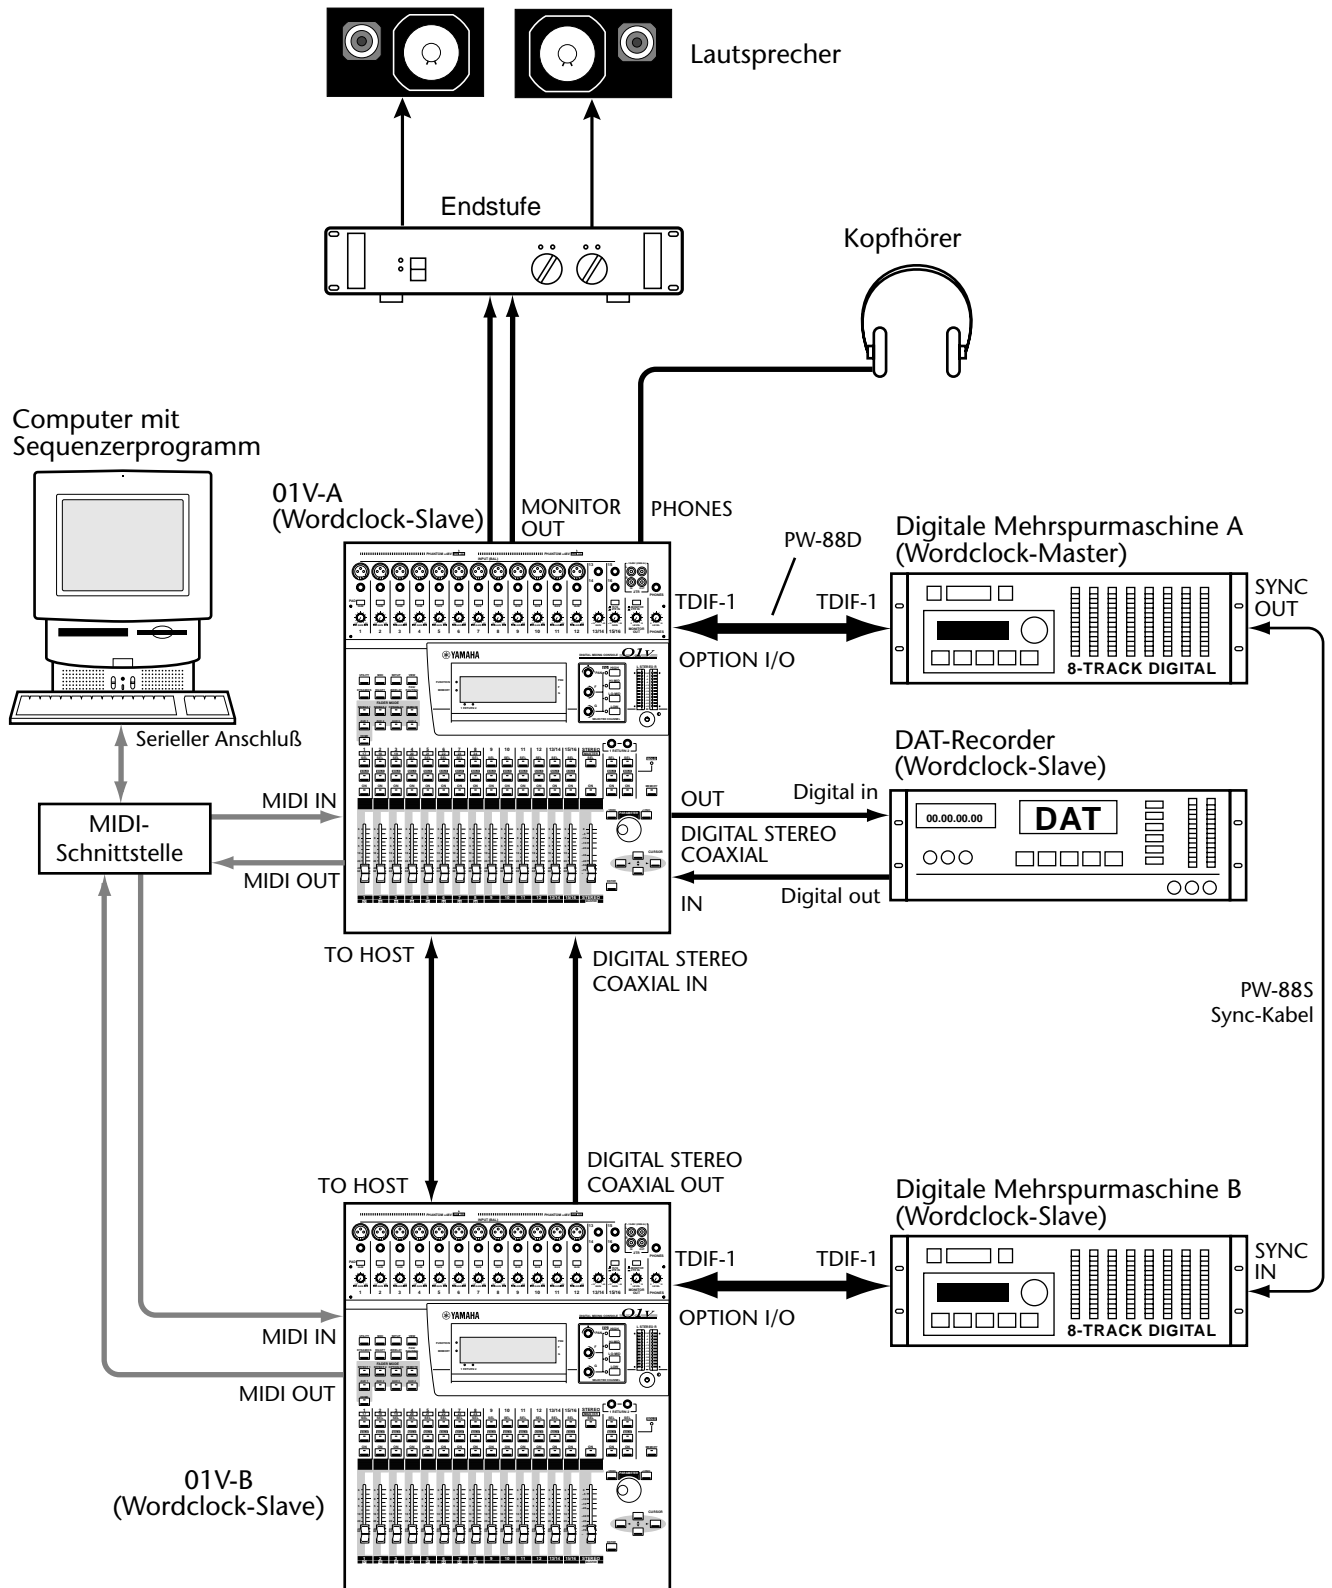 Lautsprecher
Endstufe
Kopfhörer
Computer mit
Sequenzerprogramm
01V-A
(Wordclock-Slave)
MONITOR
OUT
PHONES
PW-88D
Digitale Mehrspurmaschine A
(Wordclock-Master)
TDIF-1
TDIF-1
OPTION I/O
SYNC
OUT
8-TRACK DIGITAL
YAMAHA
01V
Serieller Anschluß
DAT-Recorder
(Wordclock-Slave)
MIDI IN
MIDI-
Schnittstelle
MIDI OUT
OUT
Digital in
DIGITAL STEREO
COAXIAL
00.00.00.00
DAT
IN
Digital out
TO HOST
DIGITAL STEREO
COAXIAL IN
PW-88S
Sync-Kabel
DIGITAL STEREO
COAXIAL OUT
TO HOST
Digitale Mehrspurmaschine B
(Wordclock-Slave)
TDIF-1
TDIF-1
OPTION I/O
SYNC
IN
8-TRACK DIGITAL
YAMAHA
01V
MIDI IN
MIDI OUT
01V-B
(Wordclock-Slave)